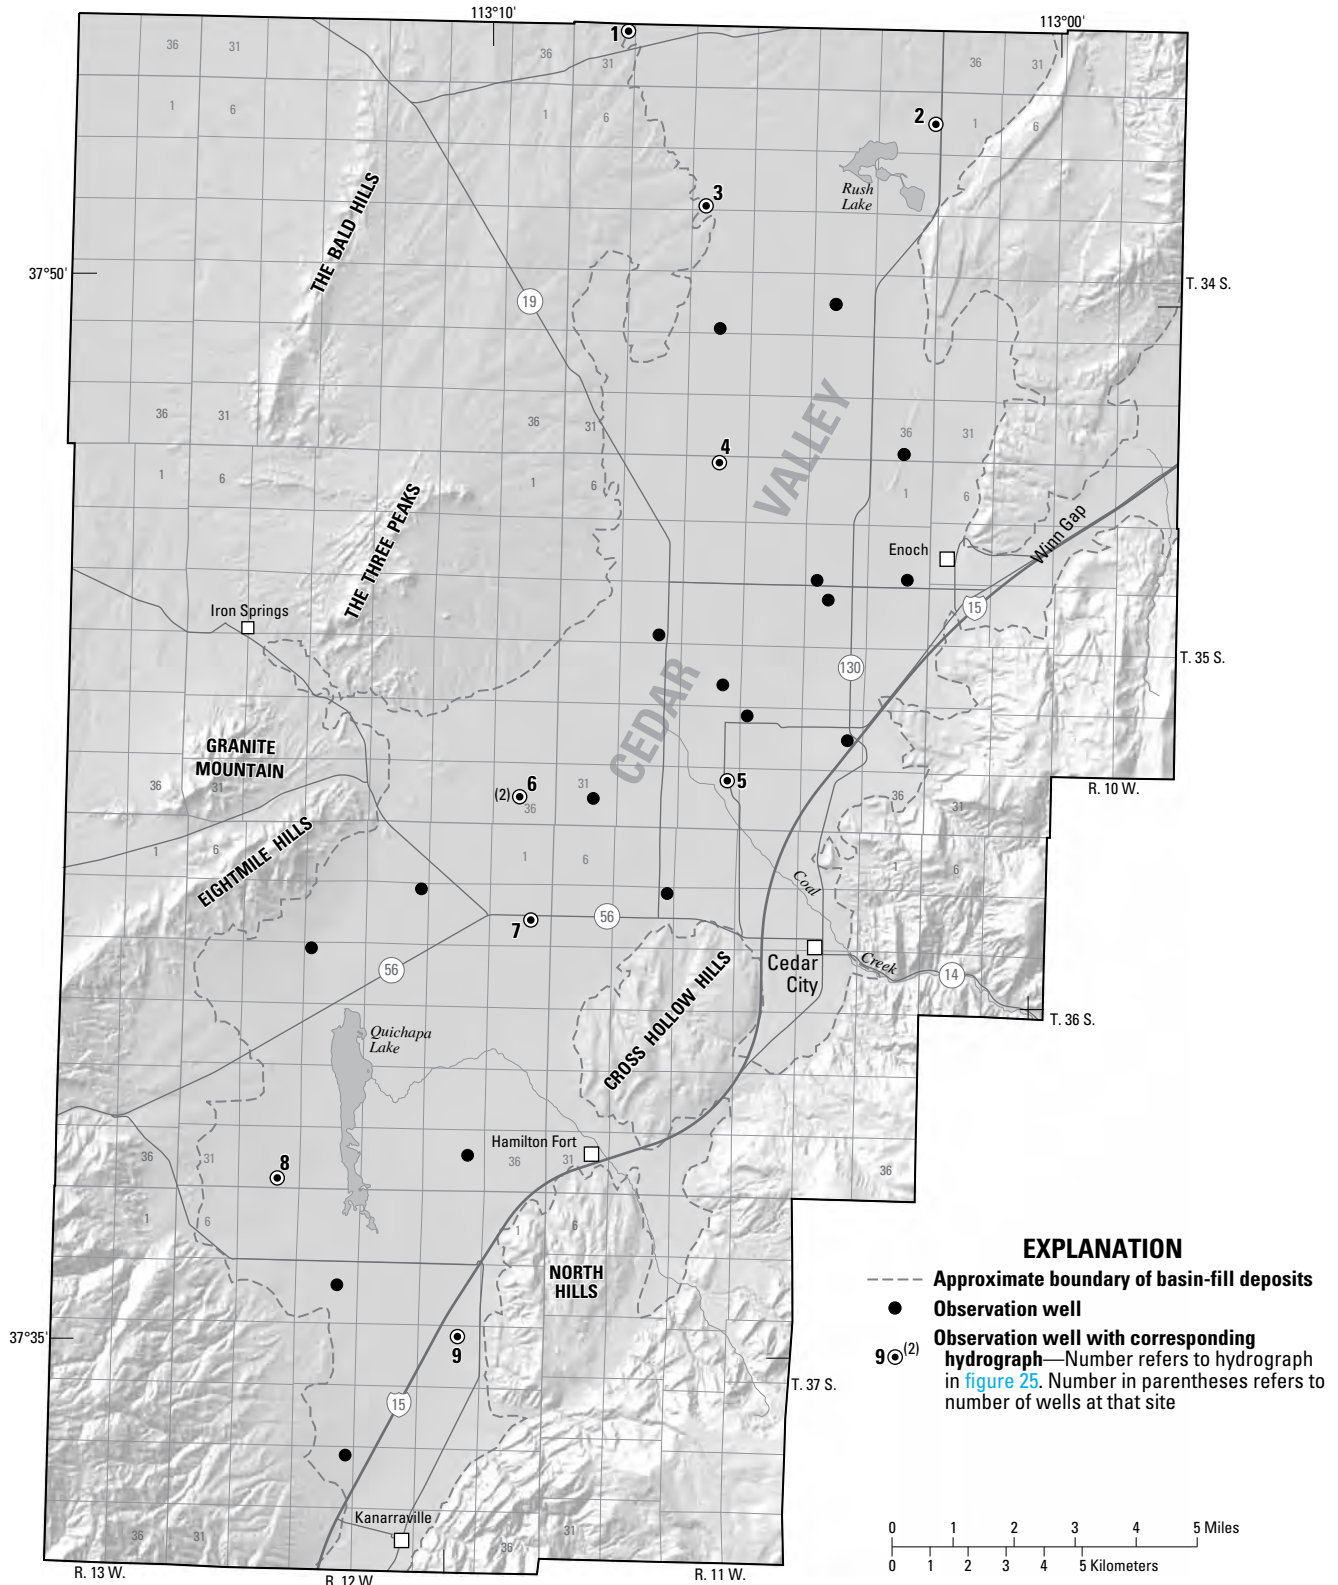 113°10'
113°00'
1
36
31
36
31
36
31
1
6
1
6
2
1
6
Rush
Lake
3
THE BALD HILLS
37°50'
T. 34 S.
19
VALLEY
36
31
36
31
36
31
4
1
6
1
6
1
6
THE THREE PEAKS
Winn Gap
Enoch
Iron Springs
15
T. 35 S.
130
CEDAR
GRANITE
MOUNTAIN
36
31
(2)
6
36
31
5
36
31
R. 10 W.
EIGHTMILE HILLS
1
6
1
6
1
6
Coal
7
56
56
Cedar
City
Creek
14
T. 36 S.
CROSS HOLLOW HILLS
Quichapa
Lake
Hamilton Fort
36
31
8
36
31
36
1
6
1
6
NORTH
HILLS
37°35'
9
T. 37 S.
15
Kanarraville
36
31
36
31
R. 13 W.
R. 12 W.
R. 11 W.
EXPLANATION
Approximate boundary of basin-fill deposits
Observation well
9 (2) Observation well with corresponding
hydrograph—Number refers to hydrograph
in figure 25. Number in parentheses refers to
number of wells at that site
0 1 2 3 4 5 Miles
0 1 2 3 4 5 Kilometers